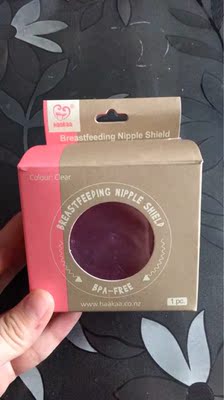 haakaa
Breastfeeding Nipple Shield
Colour: Clear
BREASTFEEDING NIPPLE SHIELD
BPA-FREE
www.haakaa.co.nz
1 pc